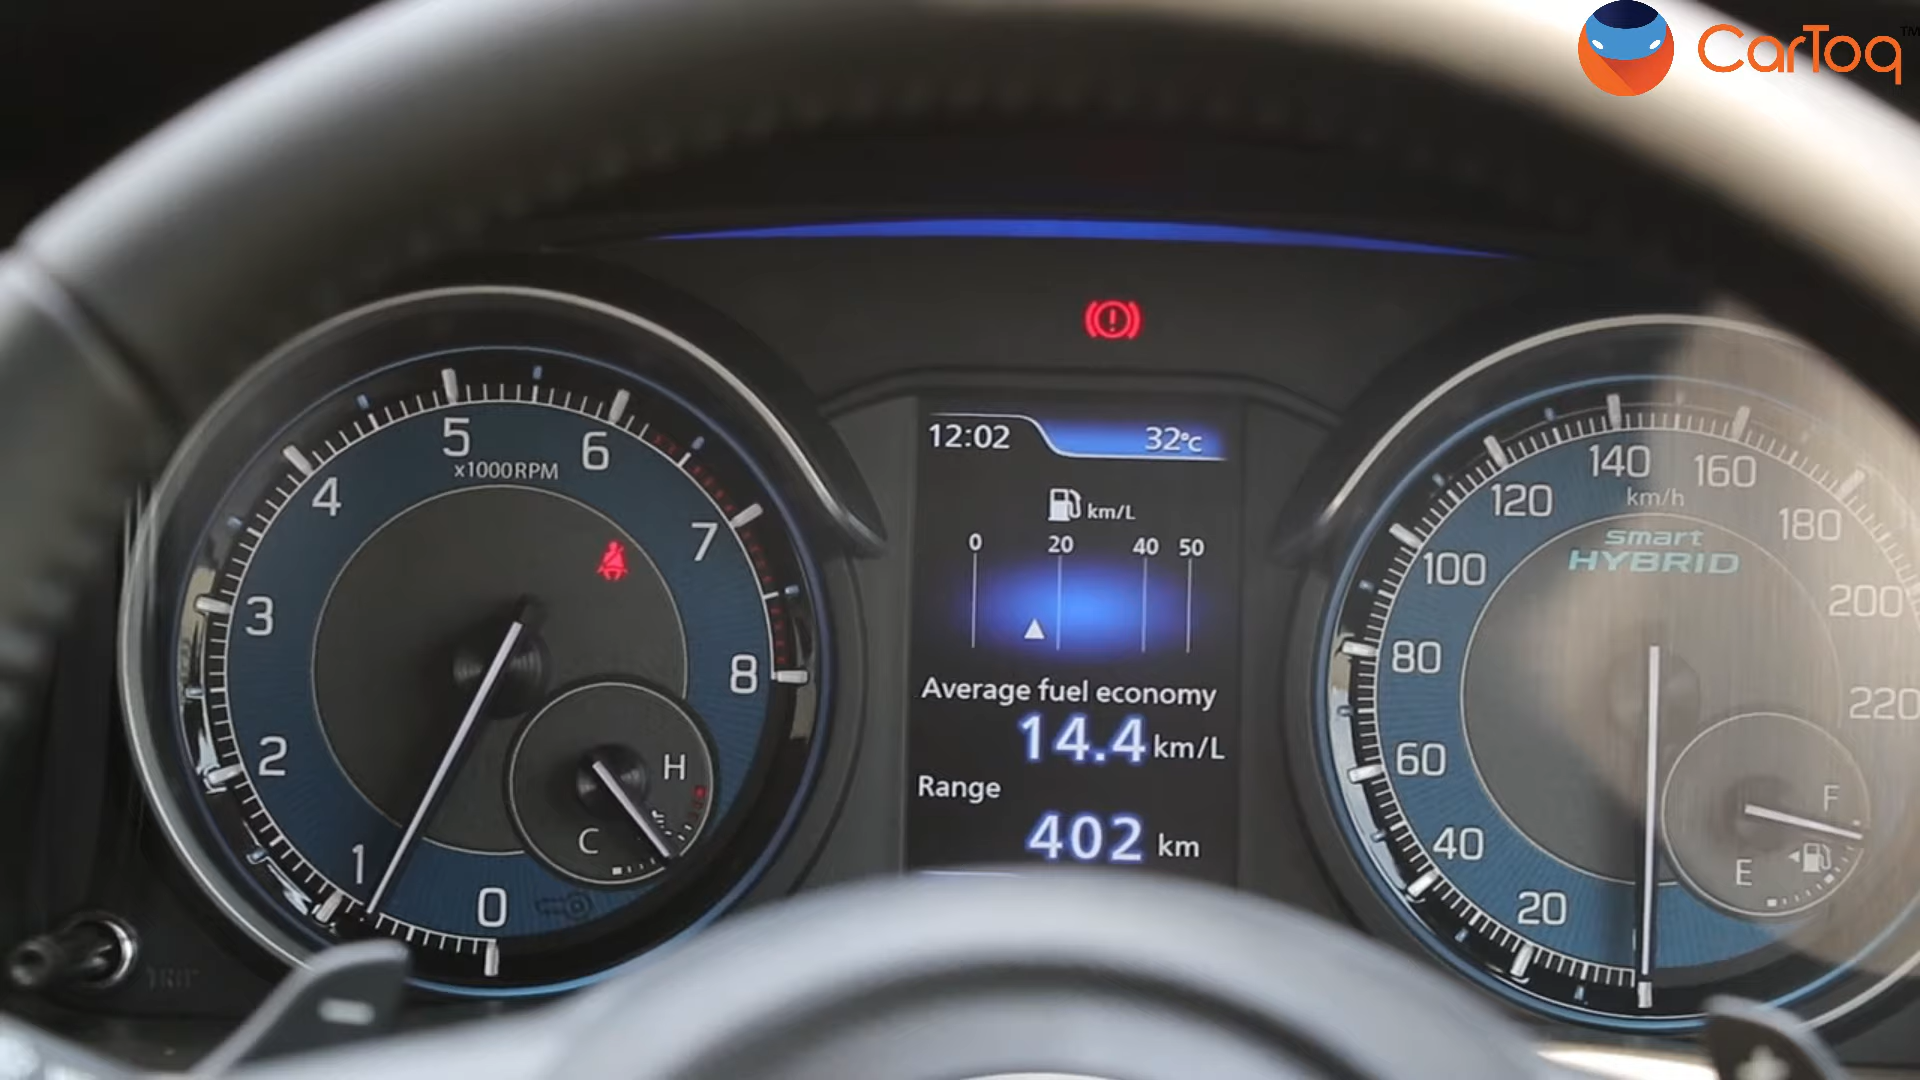 CarToq™
12:02 32°C
km/L
0 20 40 50
Average fuel economy
14.4 km/L
Range
402 km
0 1 2 3 4 5 6 7 8
x1000RPM
H
C
20 40 60 80 100 120 140 160 180 200 220
km/h
smart
HYBRID
F
E